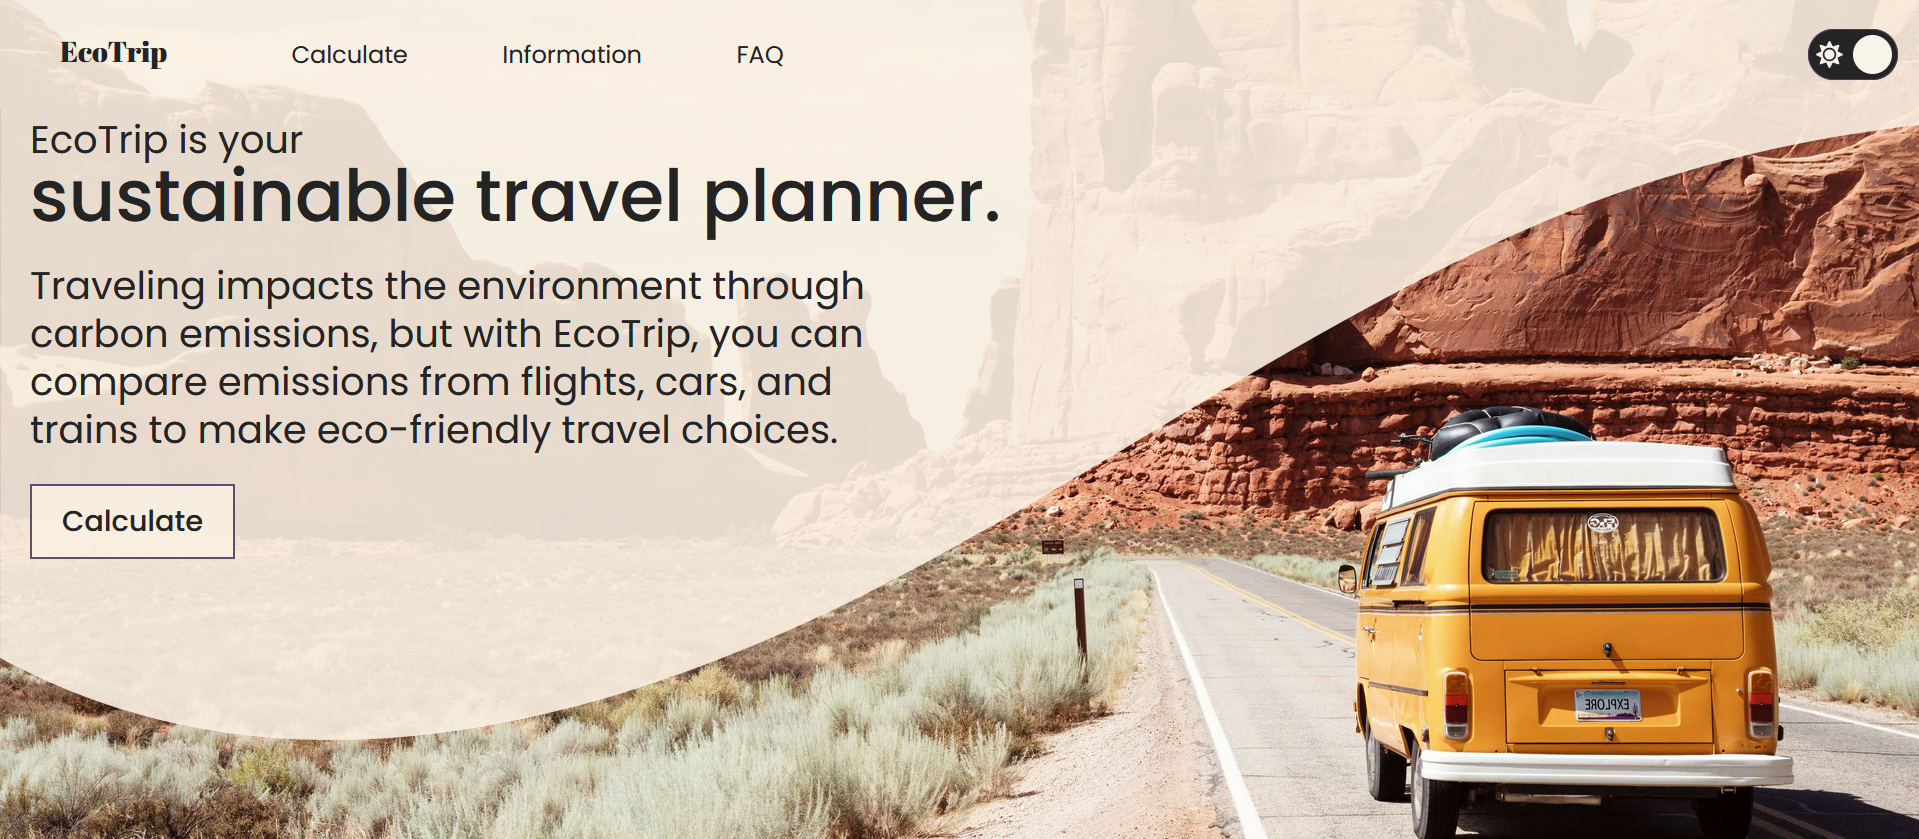 EcoTrip
Calculate
Information
FAQ
EcoTrip is your
sustainable travel planner.
Traveling impacts the environment through
carbon emissions, but with EcoTrip, you can
compare emissions from flights, cars, and
trains to make eco-friendly travel choices.
Calculate
EXPLORE